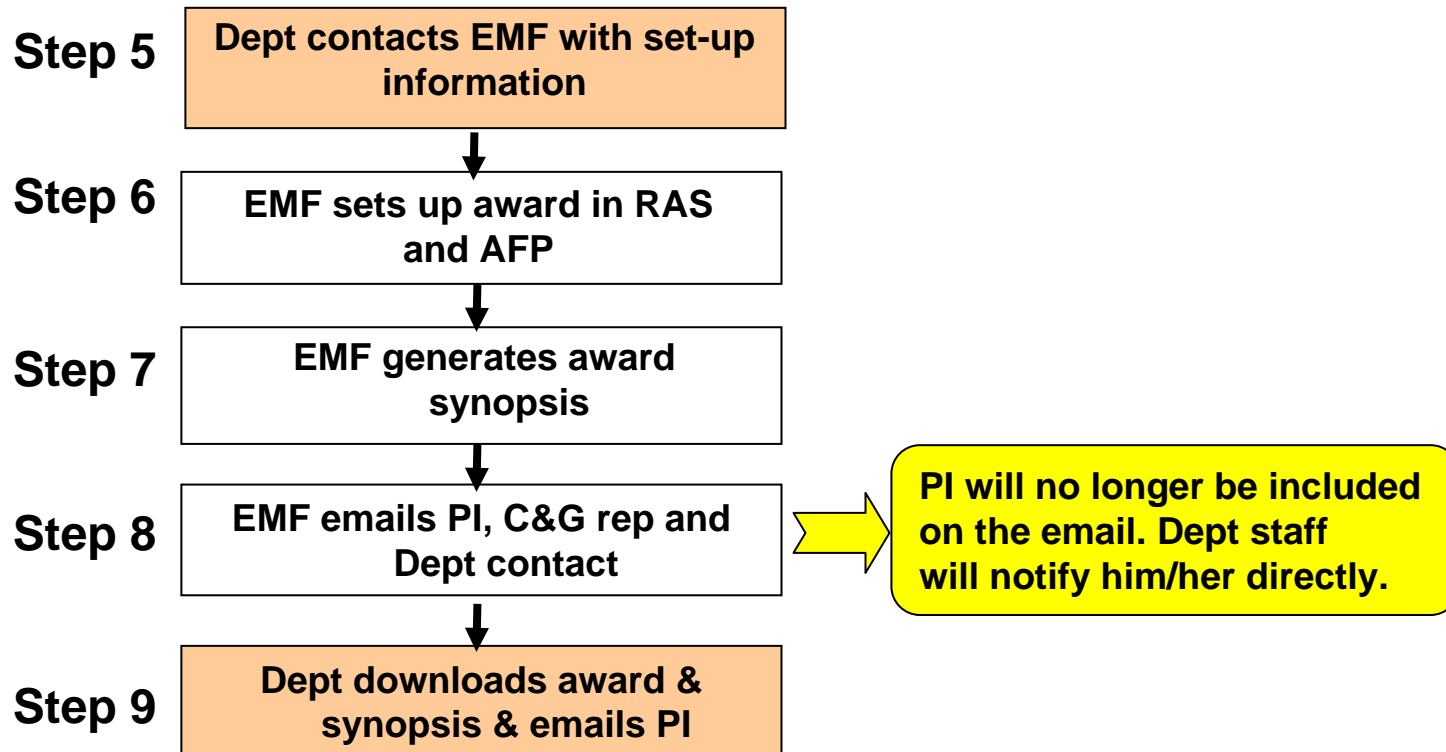 Step 5
Dept contacts EMF with set-up
information
Step 6
EMF sets up award in RAS
and AFP
Step 7
EMF generates award
synopsis
Step 8
EMF emails PI, C&G rep and
Dept contact
PI will no longer be included
on the email. Dept staff
will notify him/her directly.
Step 9
Dept downloads award &
synopsis & emails PI